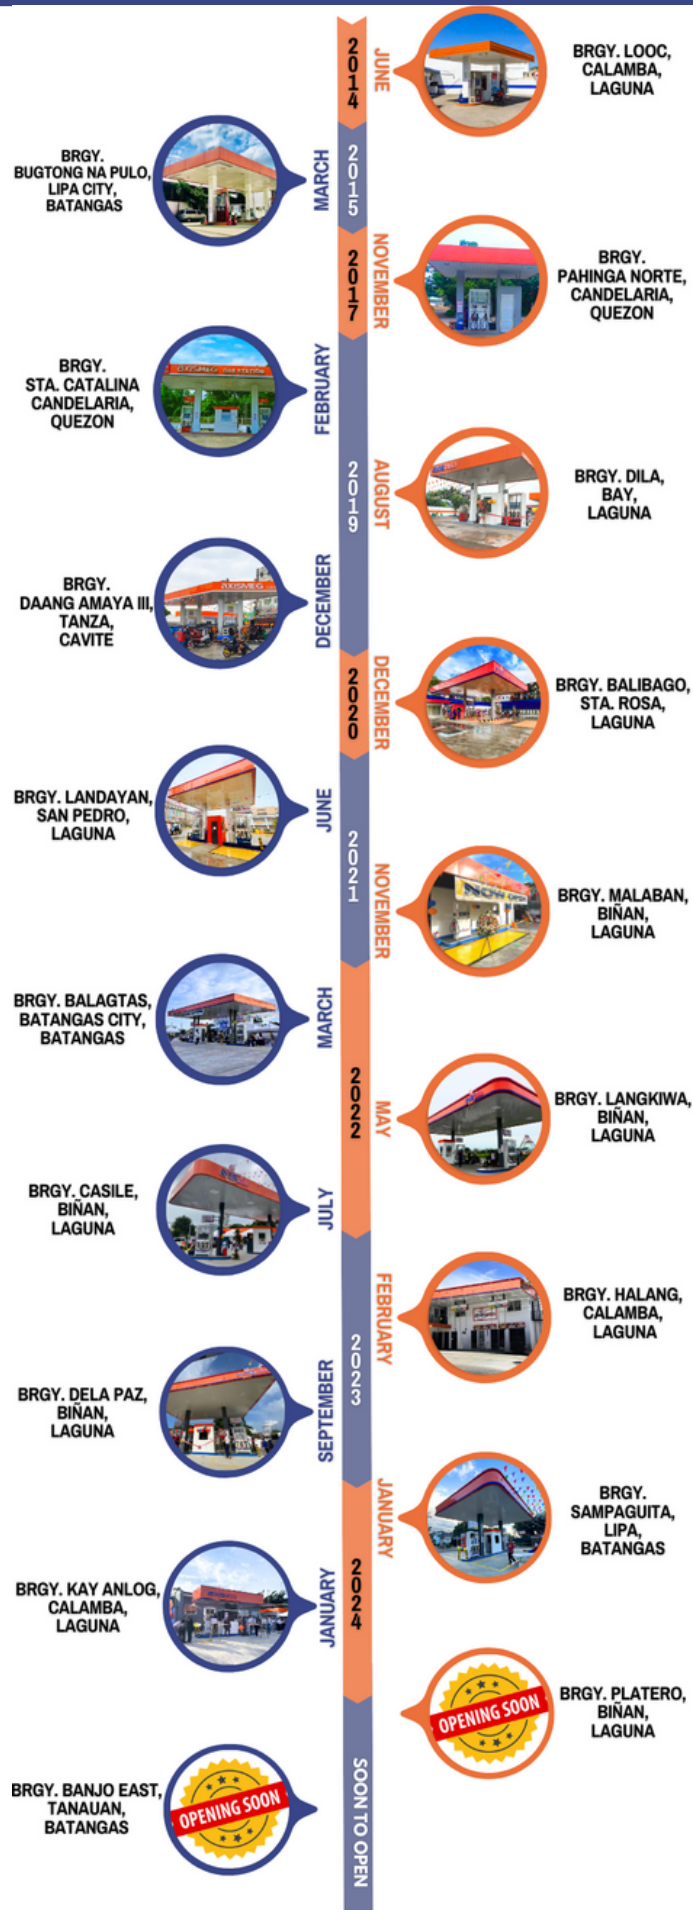 2014
JUNE
BRGY. LOOC,
CALAMBA,
LAGUNA
BRGY.
BUGTONG NA PULO,
LIPA CITY,
BATANGAS
MARCH
2015
2017
NOVEMBER
BRGY.
PAHINGA NORTE,
CANDELARIA,
QUEZON
BRGY.
STA. CATALINA
CANDELARIA,
QUEZON
FEBRUARY
2019
AUGUST
BRGY. DILA,
BAY,
LAGUNA
BRGY.
DAANG AMAYA III,
TANZA,
CAVITE
DECEMBER
2020
DECEMBER
BRGY. BALIBAGO,
STA. ROSA,
LAGUNA
BRGY. LANDAYAN,
SAN PEDRO,
LAGUNA
JUNE
2021
NOVEMBER
NOW OPEN
BRGY. MALABAN,
BIÑAN,
LAGUNA
BRGY. BALAGTAS,
BATANGAS CITY,
BATANGAS
MARCH
2022
MAY
BRGY. LANGKIWA,
BIÑAN,
LAGUNA
BRGY. CASILE,
BIÑAN,
LAGUNA
JULY
2023
FEBRUARY
BRGY. HALANG,
CALAMBA,
LAGUNA
BRGY. DELA PAZ,
BIÑAN,
LAGUNA
SEPTEMBER
2024
JANUARY
BRGY.
SAMPAGUITA,
LIPA,
BATANGAS
BRGY. KAY ANLOG,
CALAMBA,
LAGUNA
JANUARY
OPENING SOON
BRGY. PLATERO,
BIÑAN,
LAGUNA
BRGY. BANJO EAST,
TANAUAN,
BATANGAS
OPENING SOON
SOON TO OPEN